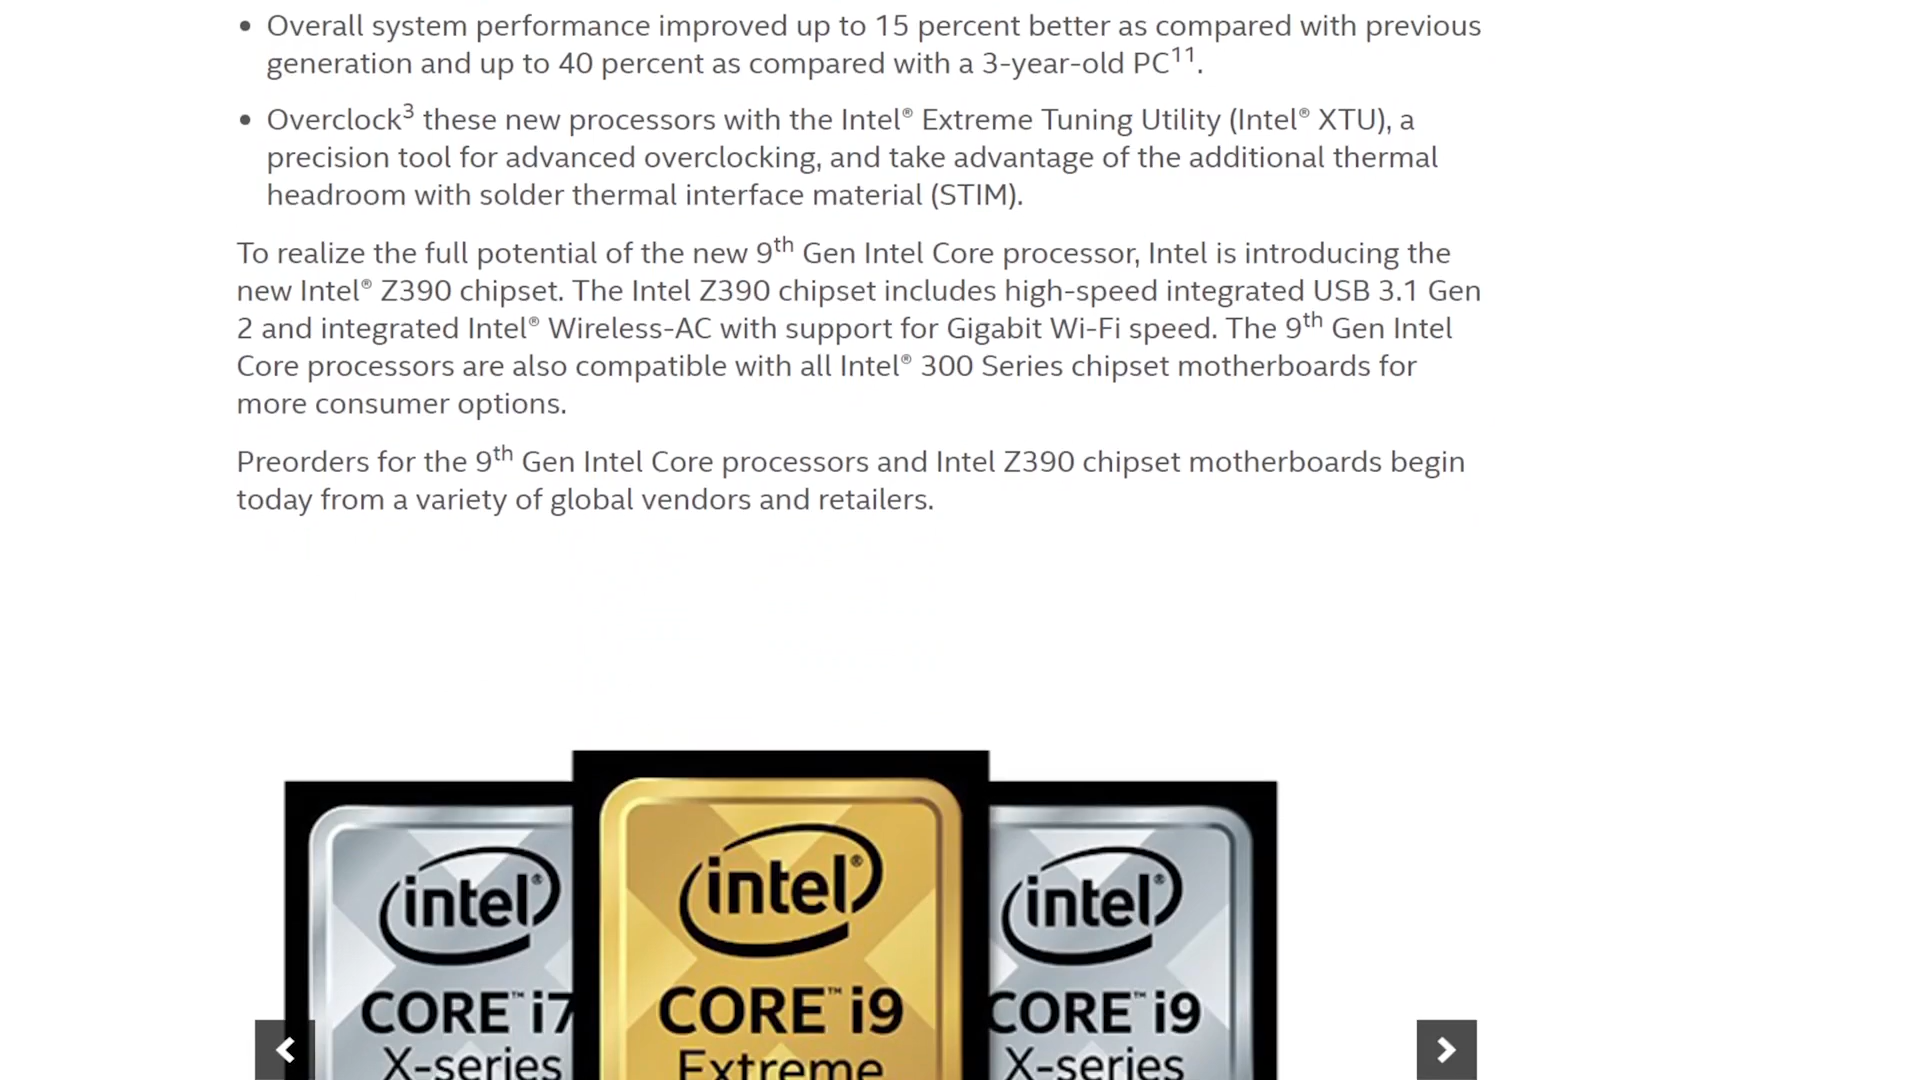 • Overall system performance improved up to 15 percent better as compared with previous
generation and up to 40 percent as compared with a 3-year-old PC11.
• Overclock3 these new processors with the Intel® Extreme Tuning Utility (Intel® XTU), a
precision tool for advanced overclocking, and take advantage of the additional thermal
headroom with solder thermal interface material (STIM).
To realize the full potential of the new 9th Gen Intel Core processor, Intel is introducing the
new Intel® Z390 chipset. The Intel Z390 chipset includes high-speed integrated USB 3.1 Gen
2 and integrated Intel® Wireless-AC with support for Gigabit Wi-Fi speed. The 9th Gen Intel
Core processors are also compatible with all Intel® 300 Series chipset motherboards for
more consumer options.
Preorders for the 9th Gen Intel Core processors and Intel Z390 chipset motherboards begin
today from a variety of global vendors and retailers.
intel®
CORE™ i7
X-series
intel®
CORE™ i9
Extreme
intel®
CORE™ i9
X-series